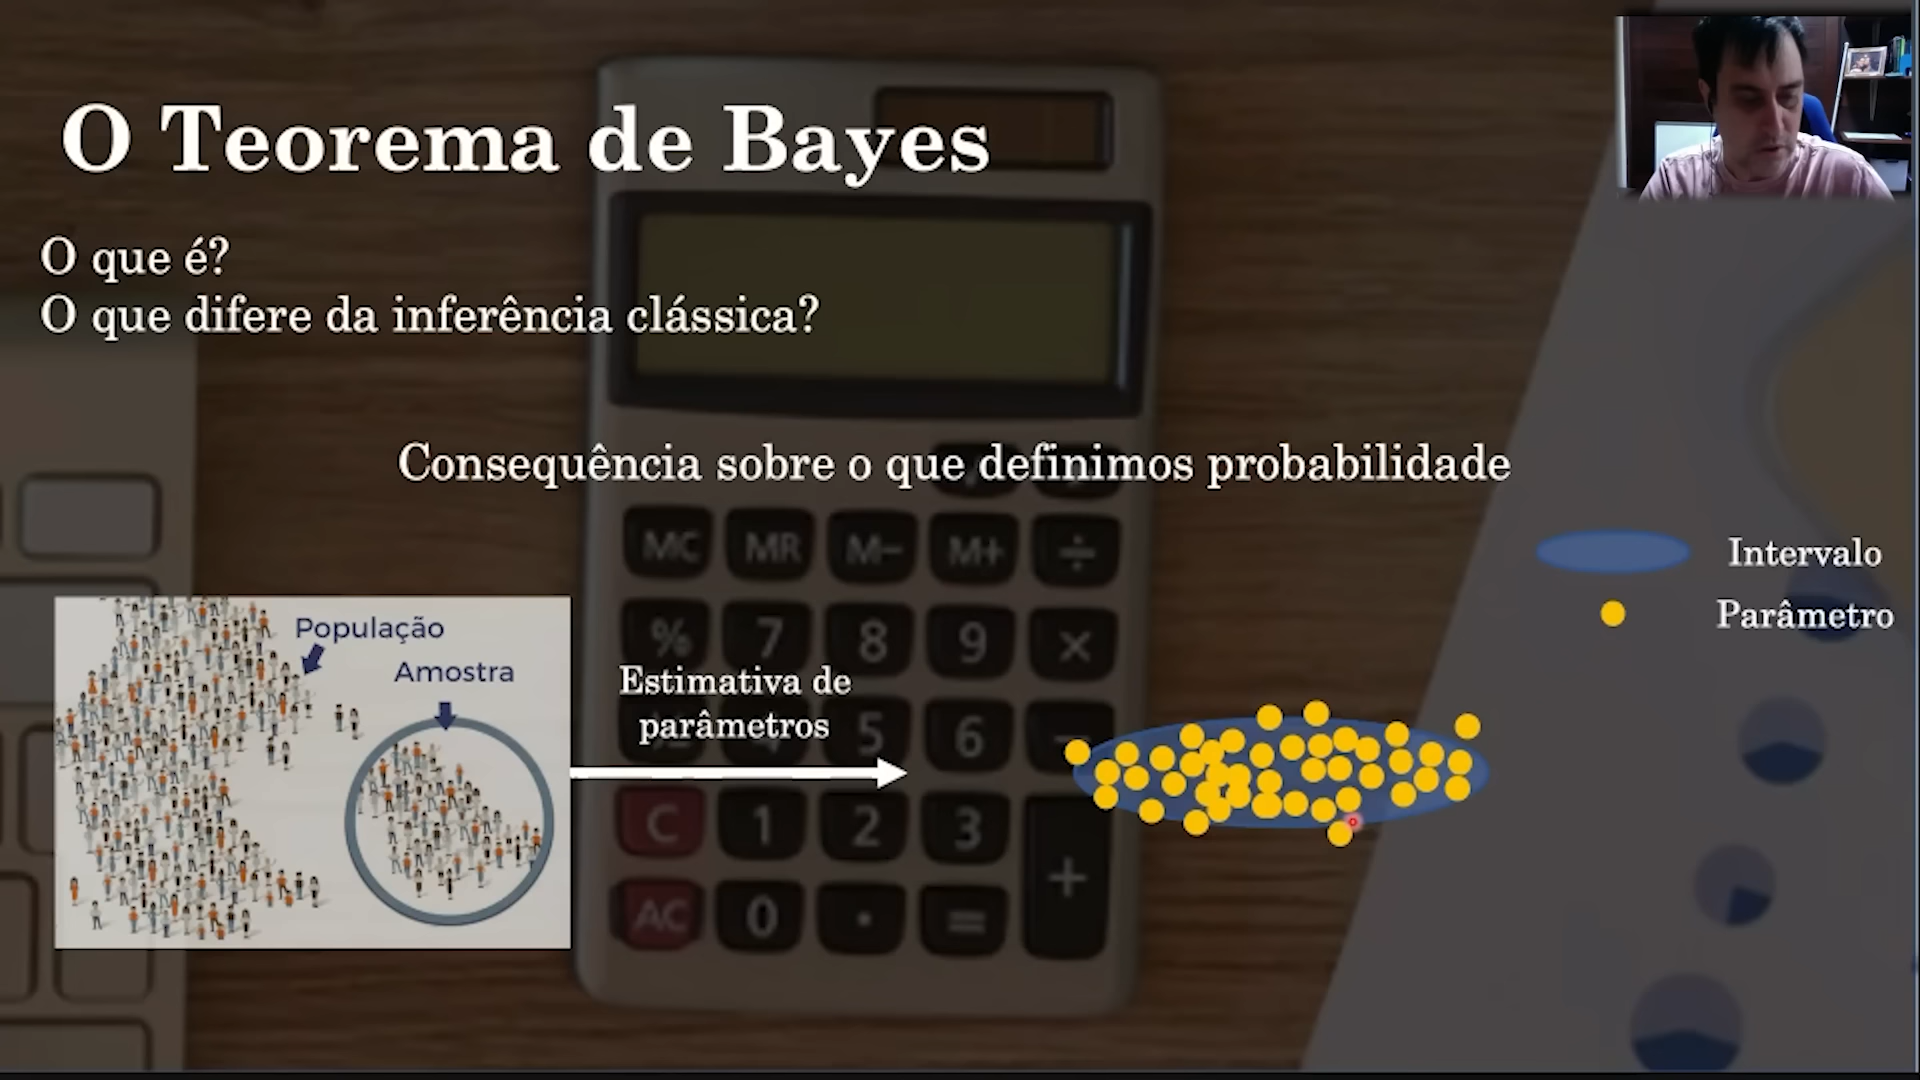 O Teorema de Bayes
O que é?
O que difere da inferência clássica?
Consequência sobre o que definimos probabilidade
Intervalo
Parâmetro
População
Amostra
Estimativa de
parâmetros
MC MR M− M+ ÷
% 7 8 9 ×
5 6 −
C 1 2 3
+
AC 0 . =